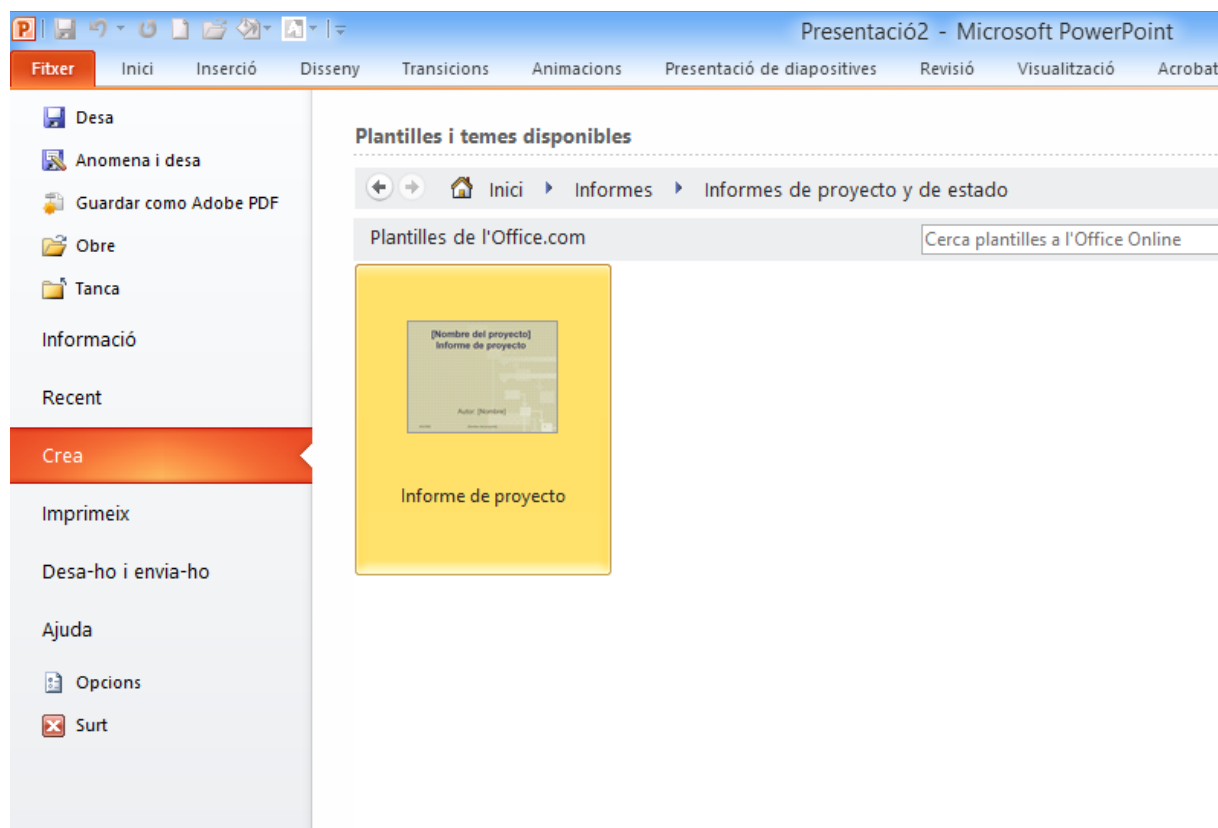 Presentació2 - Microsoft PowerPoint
Fitxer Inici Inserció Disseny Transicions Animacions Presentació de diapositives Revisió Visualització Acrobat
Desa
Anomena i desa
Guardar como Adobe PDF
Obre
Tanca
Informació
Recent
Crea
Imprimeix
Desa-ho i envia-ho
Ajuda
Opcions
Surt
Plantilles i temes disponibles
Inici Informes Informes de proyecto y de estado
Plantilles de l'Office.com Cerca plantilles a l'Office Online
[Nombre del proyecto]
Informe de proyecto
Autor: [Nombre]
Informe de proyecto